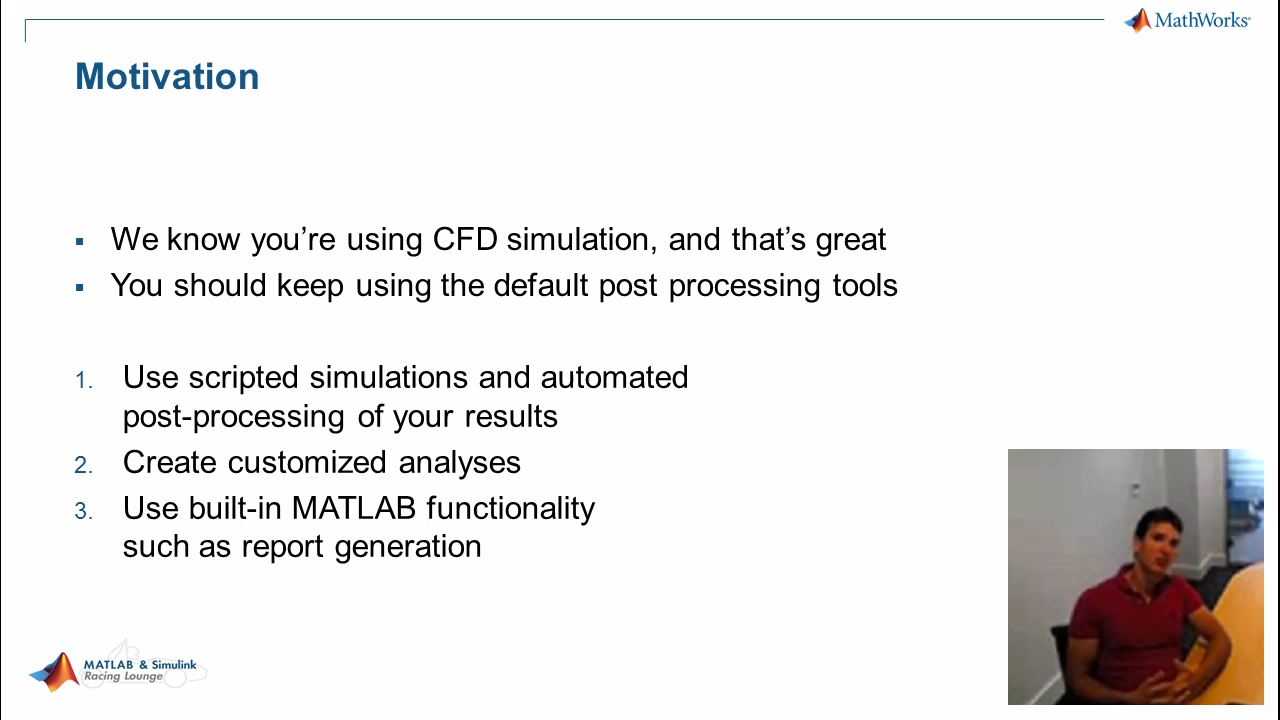 MathWorks®
Motivation
▪ We know you're using CFD simulation, and that's great
▪ You should keep using the default post processing tools
1. Use scripted simulations and automated
post-processing of your results
2. Create customized analyses
3. Use built-in MATLAB functionality
such as report generation
MATLAB & Simulink
Racing Lounge